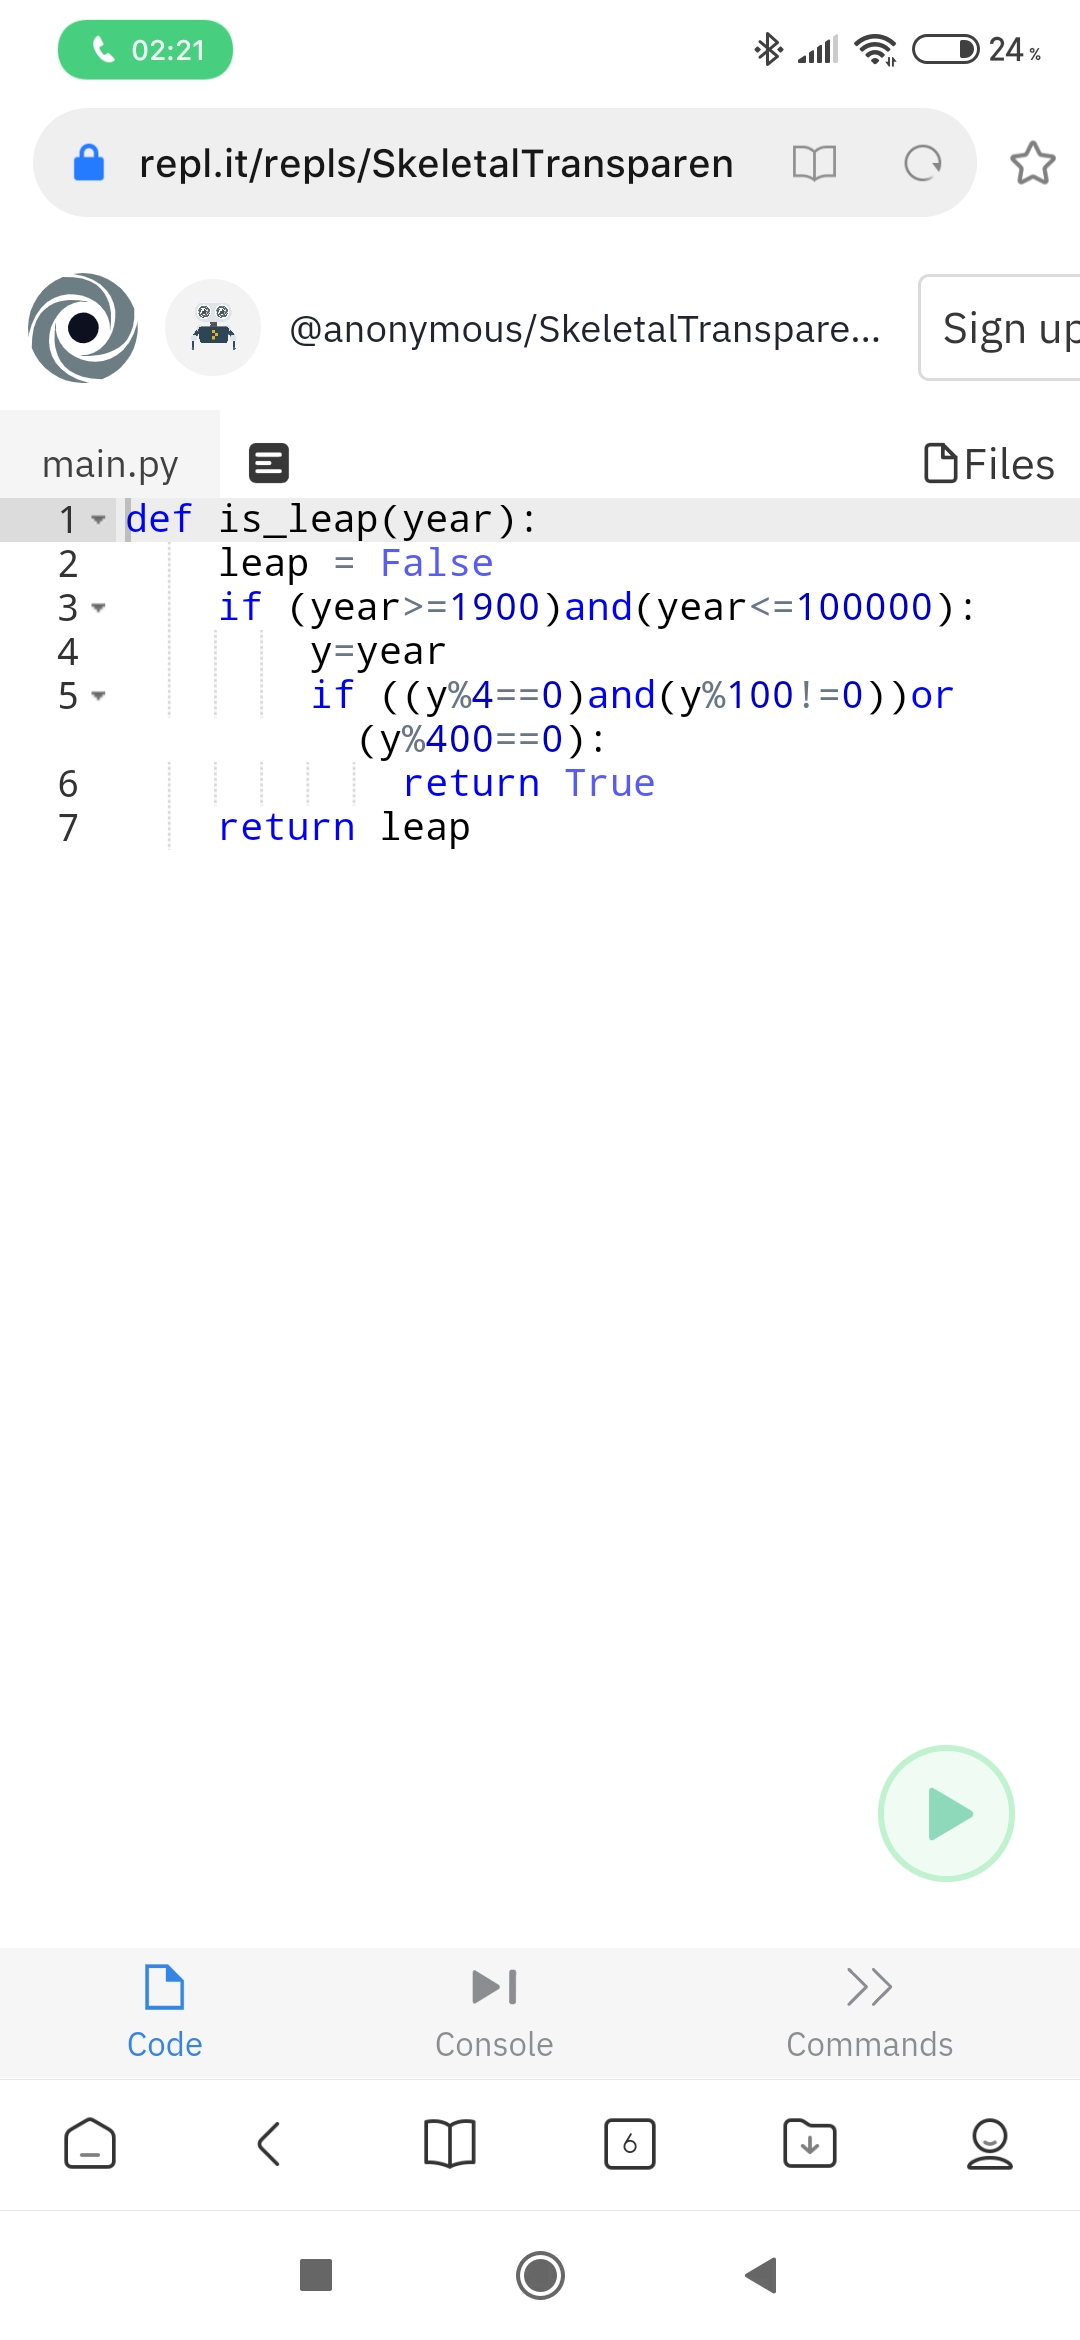 02:21
24 %
repl.it/repls/SkeletalTransparen
@anonymous/SkeletalTranspare...
Sign up
main.py
Files
1 def is_leap(year):
2 leap = False
3 if (year>=1900)and(year<=100000):
4 y=year
5 if ((y%4==0)and(y%100!=0))or
(y%400==0):
6 return True
7 return leap
Code
Console
Commands
6